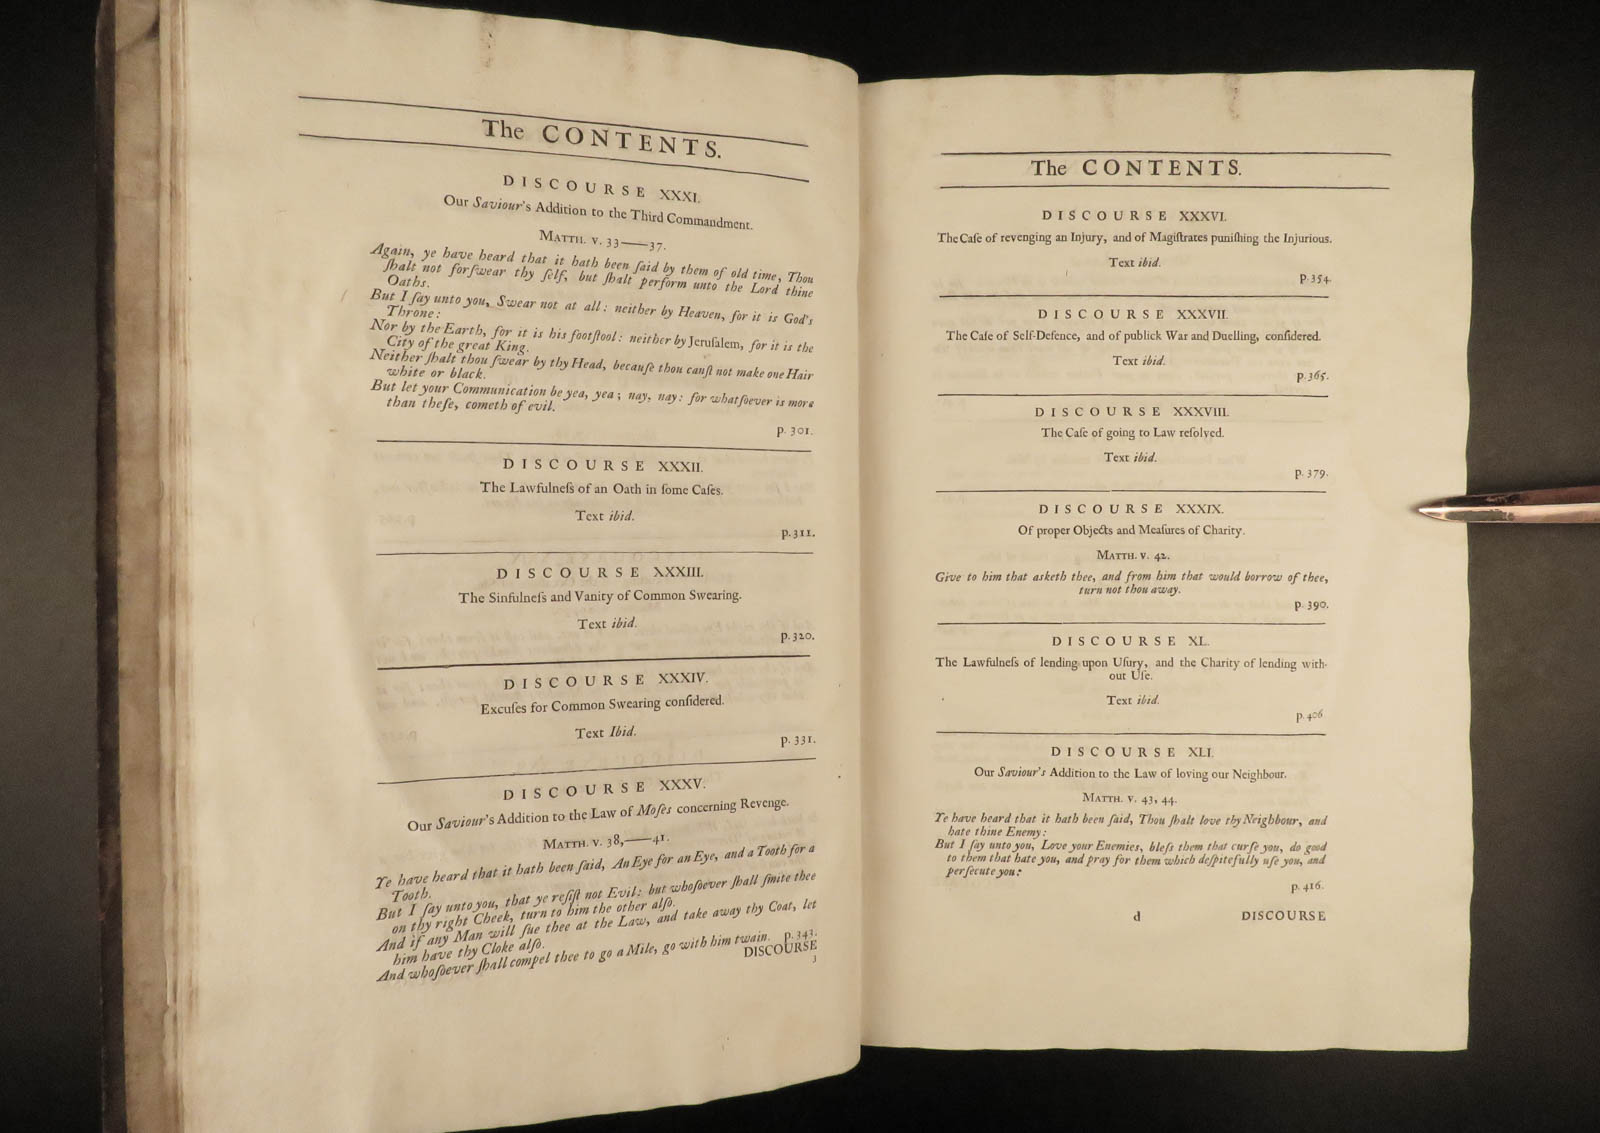 The CONTENTS.
DISCOURSE XXXI.
Our Saviour's Addition to the Third Commandment.
MATTH. v. 33——37.
Again, ye have heard that it hath been ſaid by them of old time, Thou
ſhalt not forſwear thy ſelf, but ſhalt perform unto the Lord thine
Oaths.
But I ſay unto you, Swear not at all: neither by Heaven, for it is God's
Throne:
Nor by the Earth, for it is his footſtool: neither by Jeruſalem, for it is the
City of the great King.
Neither ſhalt thou ſwear by thy Head, becauſe thou canſt not make one Hair
white or black.
But let your Communication be yea, yea; nay, nay: for whatſoever is more
than theſe, cometh of evil.
p. 301.
DISCOURSE XXXII.
The Lawfulneſs of an Oath in ſome Caſes.
Text ibid.
p. 311.
DISCOURSE XXXIII.
The Sinfulneſs and Vanity of Common Swearing.
Text ibid.
p. 320.
DISCOURSE XXXIV.
Excuſes for Common Swearing conſidered.
Text Ibid.
p. 331.
DISCOURSE XXXV.
Our Saviour's Addition to the Law of Moſes concerning Revenge.
MATTH. v. 38,——41.
Ye have heard that it hath been ſaid, An Eye for an Eye, and a Tooth for a
Tooth.
But I ſay unto you, that ye reſiſt not Evil: but whoſoever ſhall ſmite thee
on thy right Cheek, turn to him the other alſo.
And if any Man will ſue thee at the Law, and take away thy Coat, let
him have thy Cloke alſo.
And whoſoever ſhall compel thee to go a Mile, go with him twain. p. 343.
DISCOURSE
3
The CONTENTS.
DISCOURSE XXXVI.
The Caſe of revenging an Injury, and of Magiſtrates puniſhing the Injurious.
Text ibid.
p. 354.
DISCOURSE XXXVII.
The Caſe of Self-Defence, and of publick War and Duelling, conſidered.
Text ibid.
p. 365.
DISCOURSE XXXVIII.
The Caſe of going to Law reſolved.
Text ibid.
p. 379.
DISCOURSE XXXIX.
Of proper Objects and Meaſures of Charity.
MATTH. v. 42.
Give to him that asketh thee, and from him that would borrow of thee,
turn not thou away.
p. 390.
DISCOURSE XL.
The Lawfulneſs of lending upon Uſury, and the Charity of lending with-
out Uſe.
Text ibid.
p. 406
DISCOURSE XLI.
Our Saviour's Addition to the Law of loving our Neighbour.
MATTH. v. 43, 44.
Ye have heard that it hath been ſaid, Thou ſhalt love thy Neighbour, and
hate thine Enemy:
But I ſay unto you, Love your Enemies, bleſs them that curſe you, do good
to them that hate you, and pray for them which deſpitefully uſe you, and
perſecute you:
p. 416.
d DISCOURSE